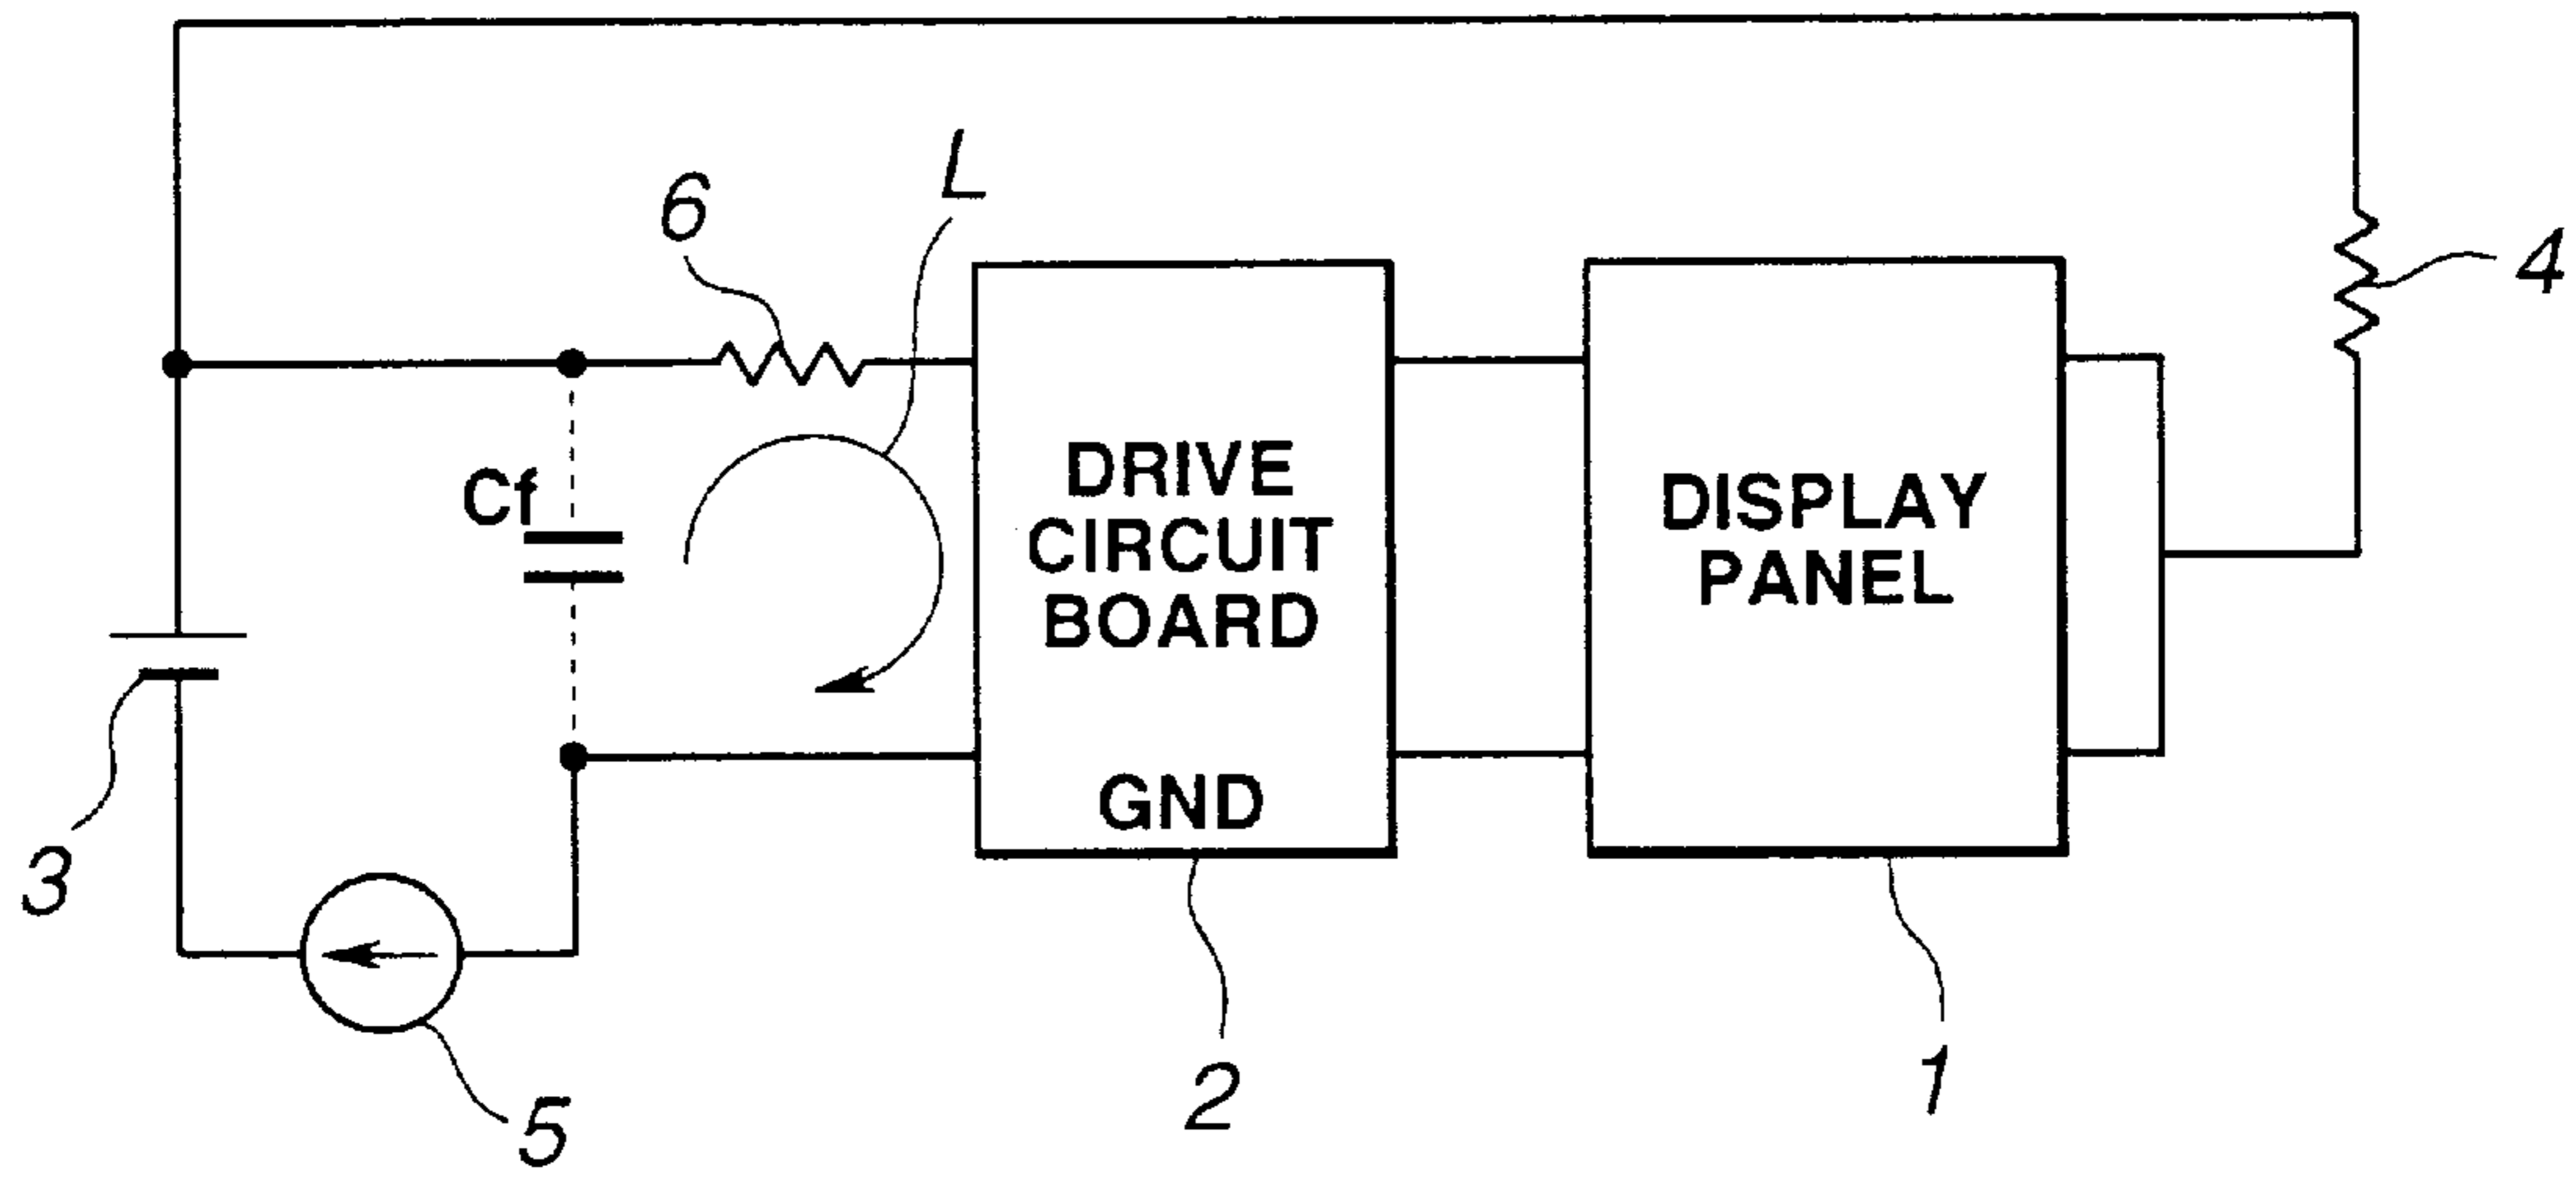 L
6
4
Cf
DRIVE
CIRCUIT
BOARD
GND
DISPLAY
PANEL
3
5
2
1